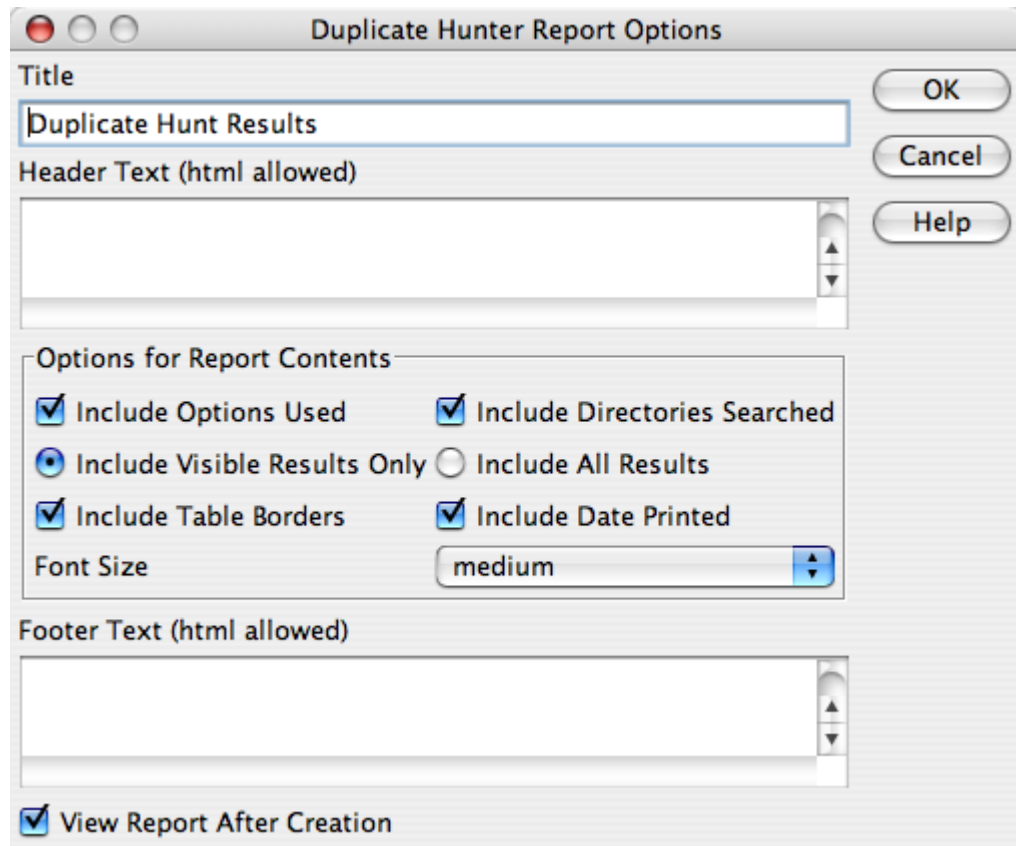 Duplicate Hunter Report Options
Title
OK
Duplicate Hunt Results
Cancel
Header Text (html allowed)
Help
Options for Report Contents
Include Options Used
Include Directories Searched
Include Visible Results Only
Include All Results
Include Table Borders
Include Date Printed
Font Size
medium
Footer Text (html allowed)
View Report After Creation